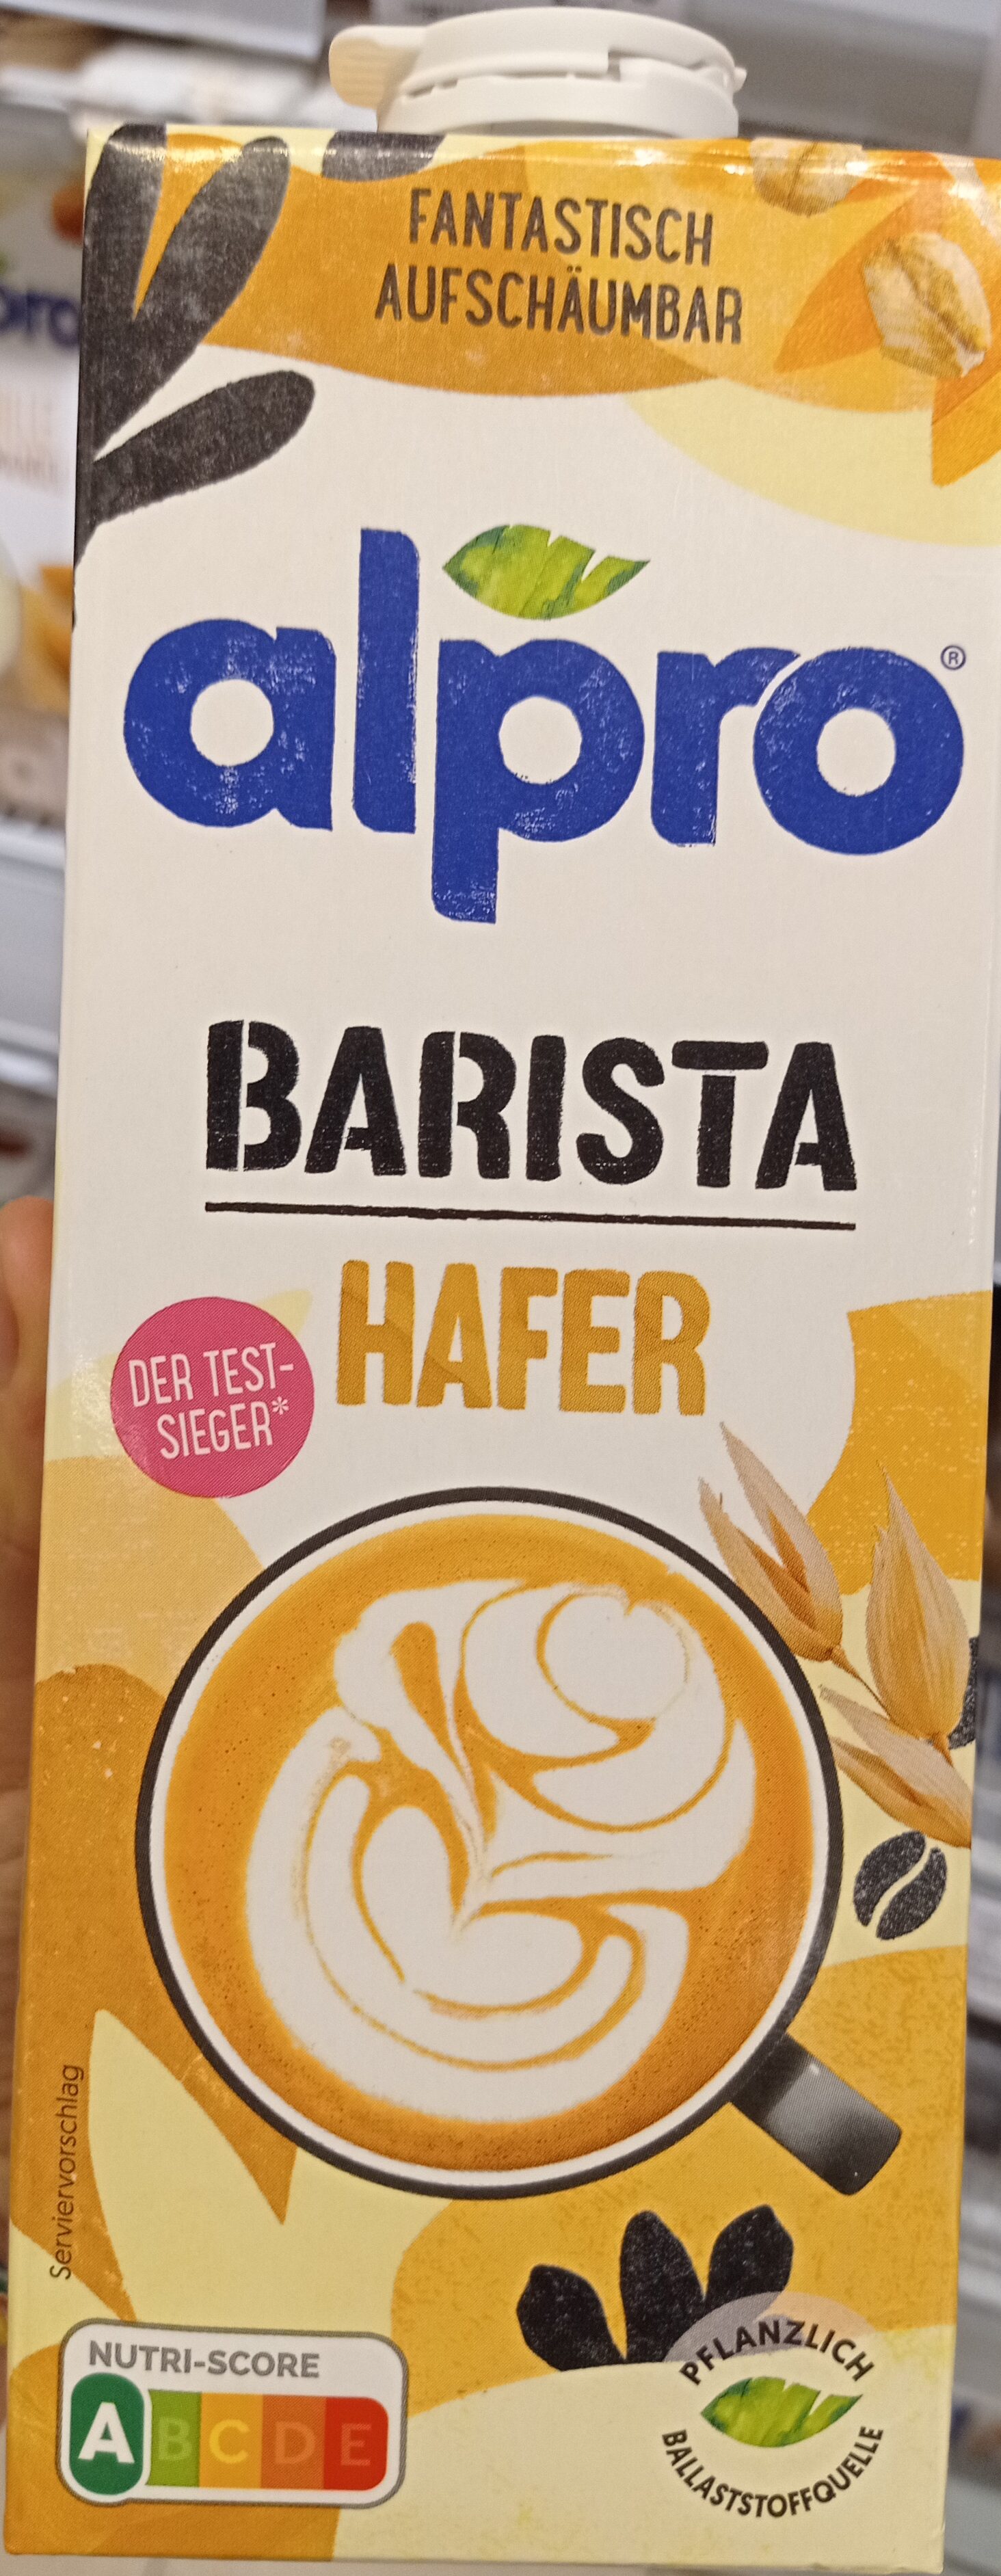 FANTASTISCH
AUFSCHÄUMBAR
alpro®
BARISTA
HAFER
DER TEST-
SIEGER*
Serviervorschlag
NUTRI-SCORE
A B C D E
PFLANZLICH
BALLASTSTOFFQUELLE